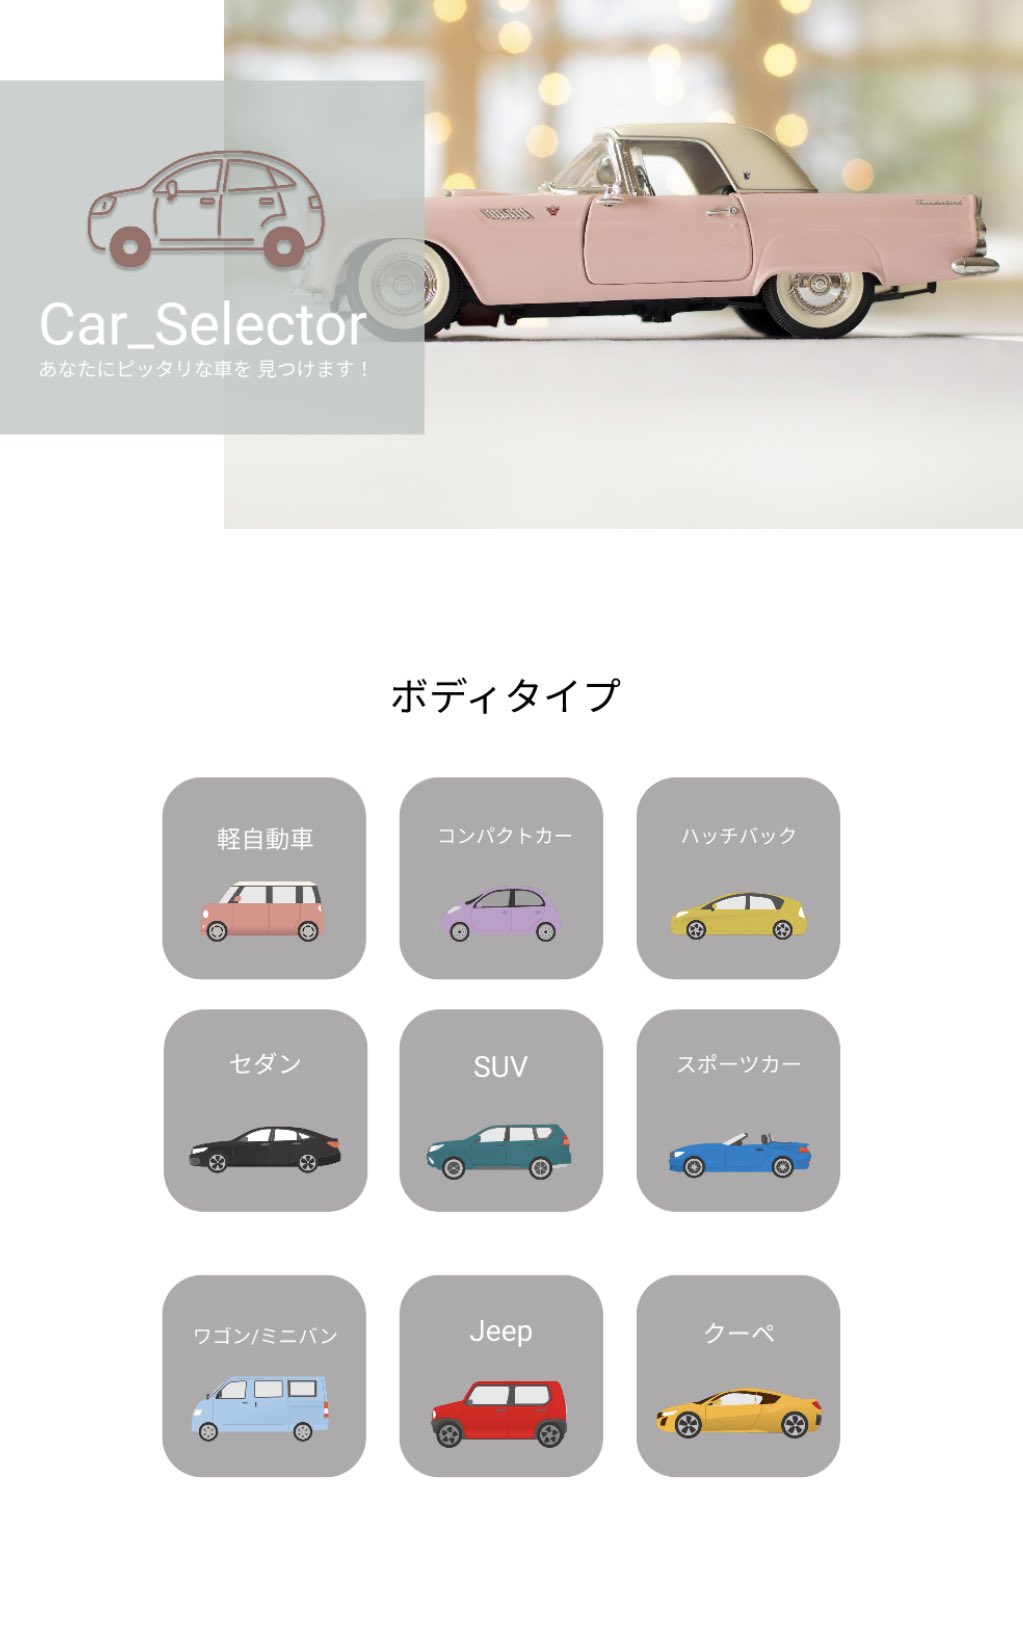 Thunderbird
Car_Selector
あなたにピッタリな車を 見つけます！
ボディタイプ
軽自動車
コンパクトカー
ハッチバック
セダン
SUV
スポーツカー
ワゴン/ミニバン
Jeep
クーペ